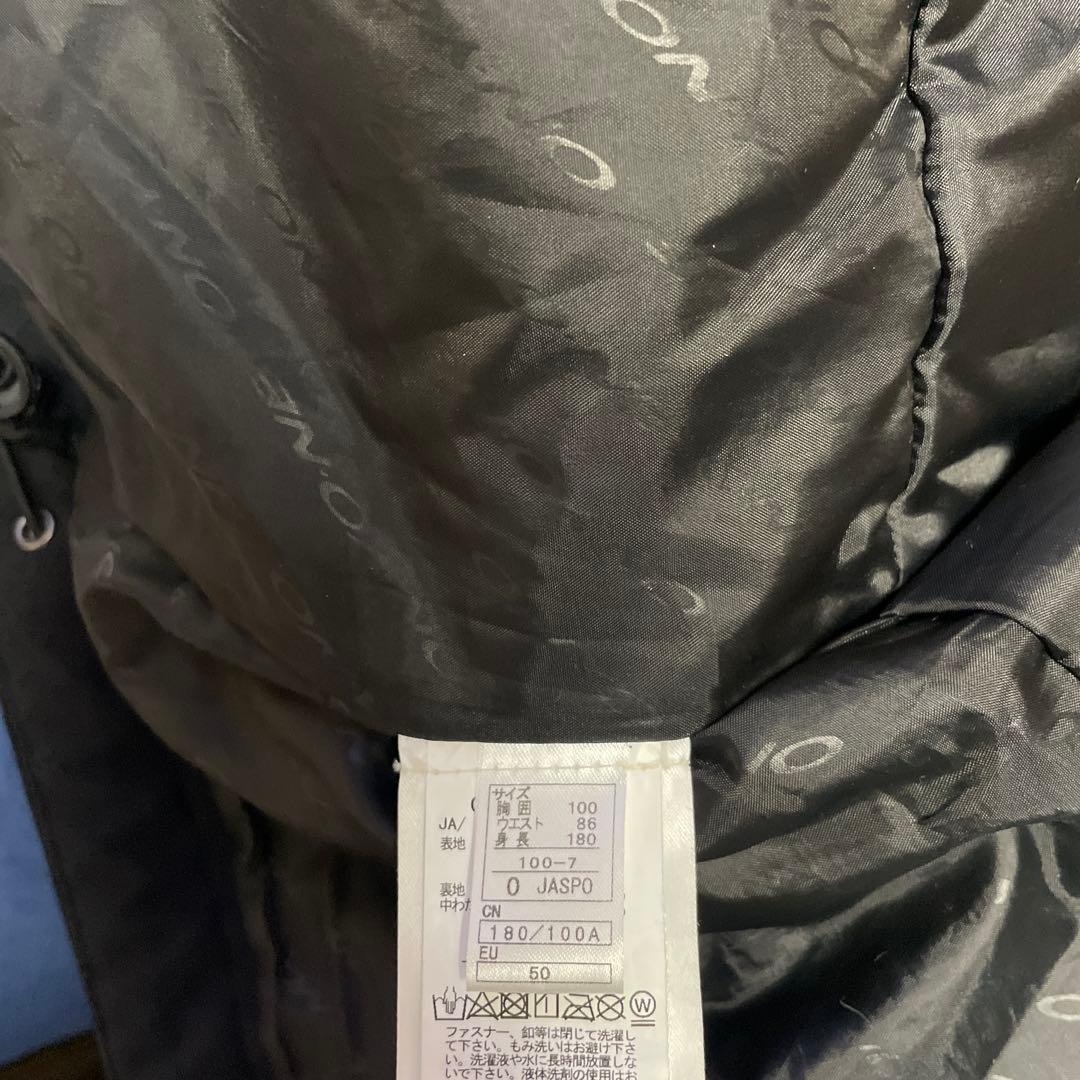 O'NE
サイズ
胸囲 100
ウエスト 86
身長 180
100-7
O JASPO
CN
180/100A
EU
50
JA/
表地
裏地
中わた
W
ファスナー、釦等は閉じて洗濯し
て下さい。もみ洗いはお避け下さ
い。洗濯液や水に長時間放置しな
いで下さい。液体洗剤の使用はお